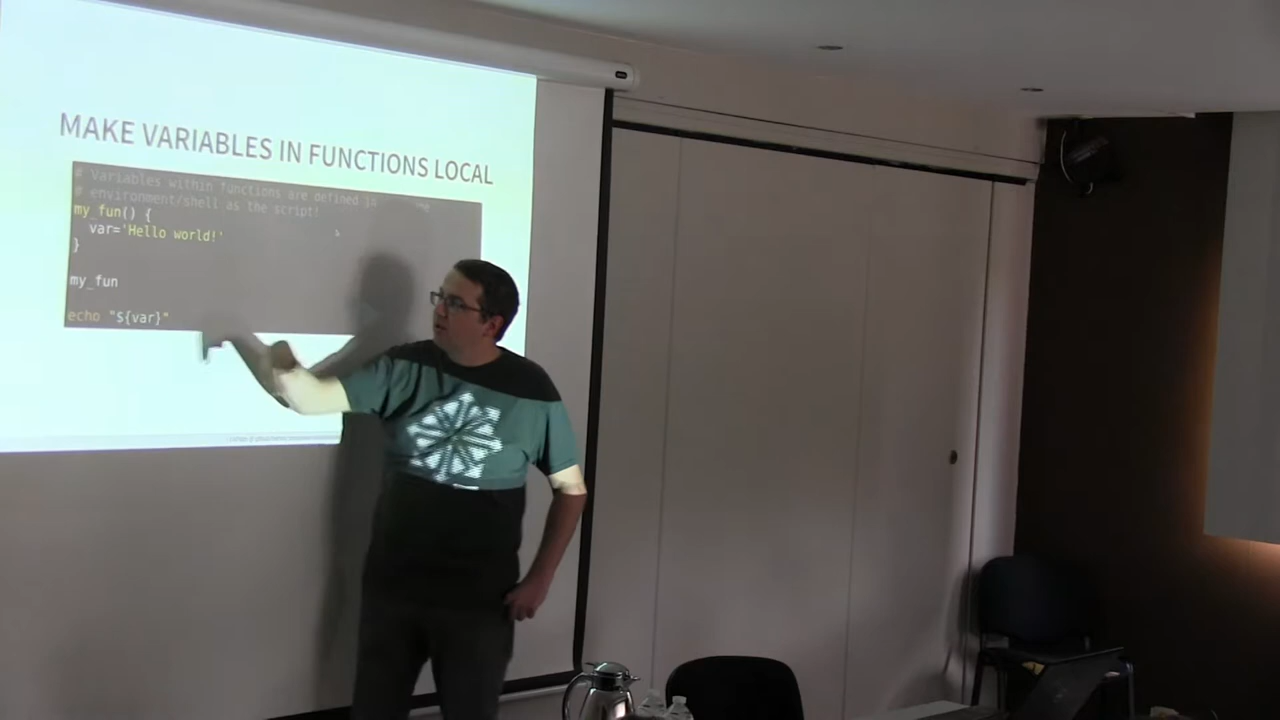 MAKE VARIABLES IN FUNCTIONS LOCAL
# Variables within functions are defined in
# environment/shell as the script!
my_fun() {
var='Hello world!'
}
my_fun
echo "${var}"